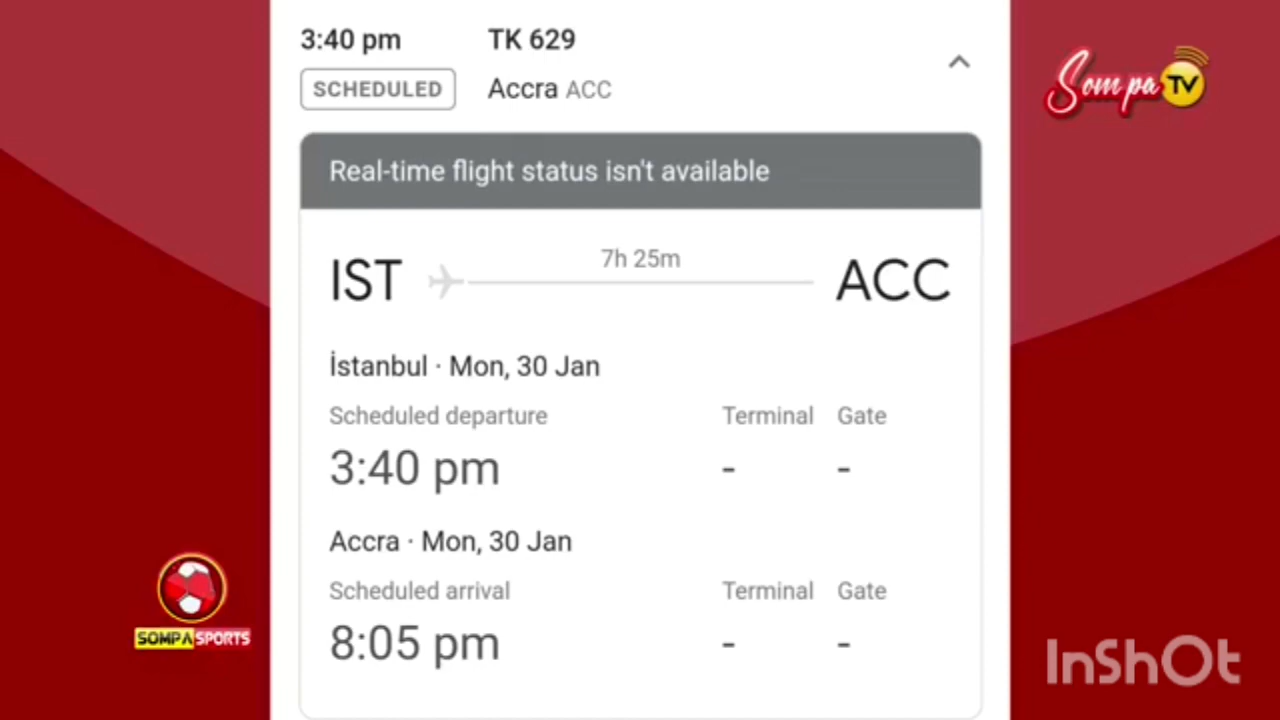 3:40 pm TK 629
SCHEDULED Accra ACC
Sompa TV
Real-time flight status isn't available
7h 25m
IST ACC
İstanbul · Mon, 30 Jan
Scheduled departure Terminal Gate
3:40 pm - -
Accra · Mon, 30 Jan
Scheduled arrival Terminal Gate
8:05 pm - -
SOMPA SPORTS
InShOt